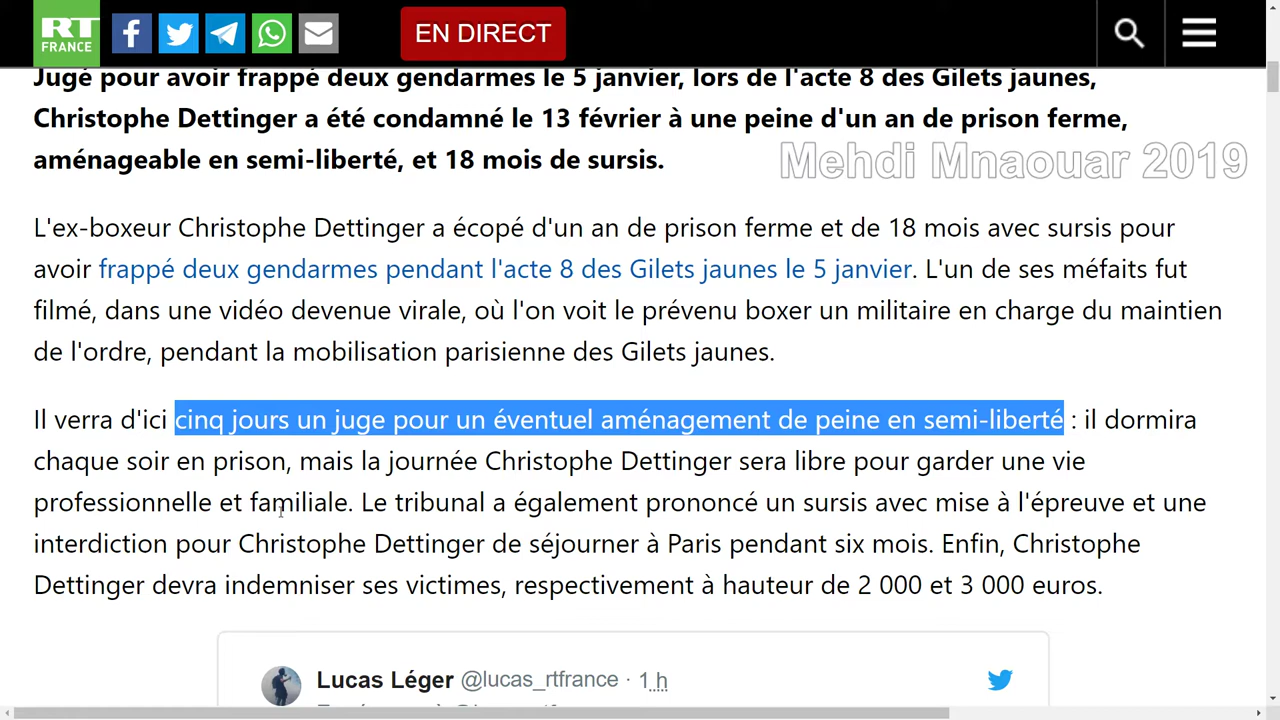 RT
FRANCE
EN DIRECT
Jugé pour avoir frappé deux gendarmes le 5 janvier, lors de l'acte 8 des Gilets jaunes,
Christophe Dettinger a été condamné le 13 février à une peine d'un an de prison ferme,
aménageable en semi-liberté, et 18 mois de sursis.
Mehdi Mnaouar 2019
L'ex-boxeur Christophe Dettinger a écopé d'un an de prison ferme et de 18 mois avec sursis pour
avoir frappé deux gendarmes pendant l'acte 8 des Gilets jaunes le 5 janvier. L'un de ses méfaits fut
filmé, dans une vidéo devenue virale, où l'on voit le prévenu boxer un militaire en charge du maintien
de l'ordre, pendant la mobilisation parisienne des Gilets jaunes.
Il verra d'ici cinq jours un juge pour un éventuel aménagement de peine en semi-liberté : il dormira
chaque soir en prison, mais la journée Christophe Dettinger sera libre pour garder une vie
professionnelle et familiale. Le tribunal a également prononcé un sursis avec mise à l'épreuve et une
interdiction pour Christophe Dettinger de séjourner à Paris pendant six mois. Enfin, Christophe
Dettinger devra indemniser ses victimes, respectivement à hauteur de 2 000 et 3 000 euros.
Lucas Léger @lucas_rtfrance · 1 h